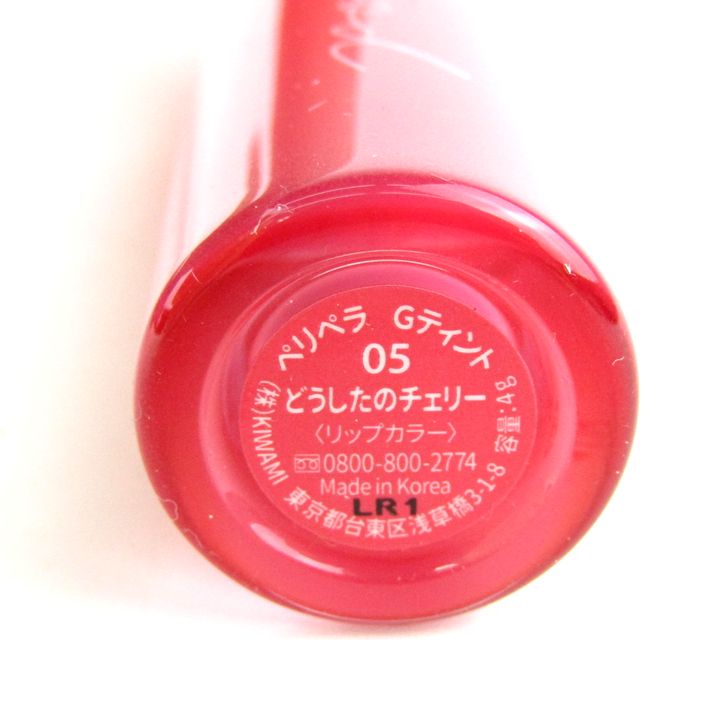 ペリペラ Gティント
05
どうしたのチェリー
〈リップカラー〉
0800-800-2774
Made in Korea
LR1
(株)KIWAMI 東京都台東区浅草橋3-1-8 容量:4g